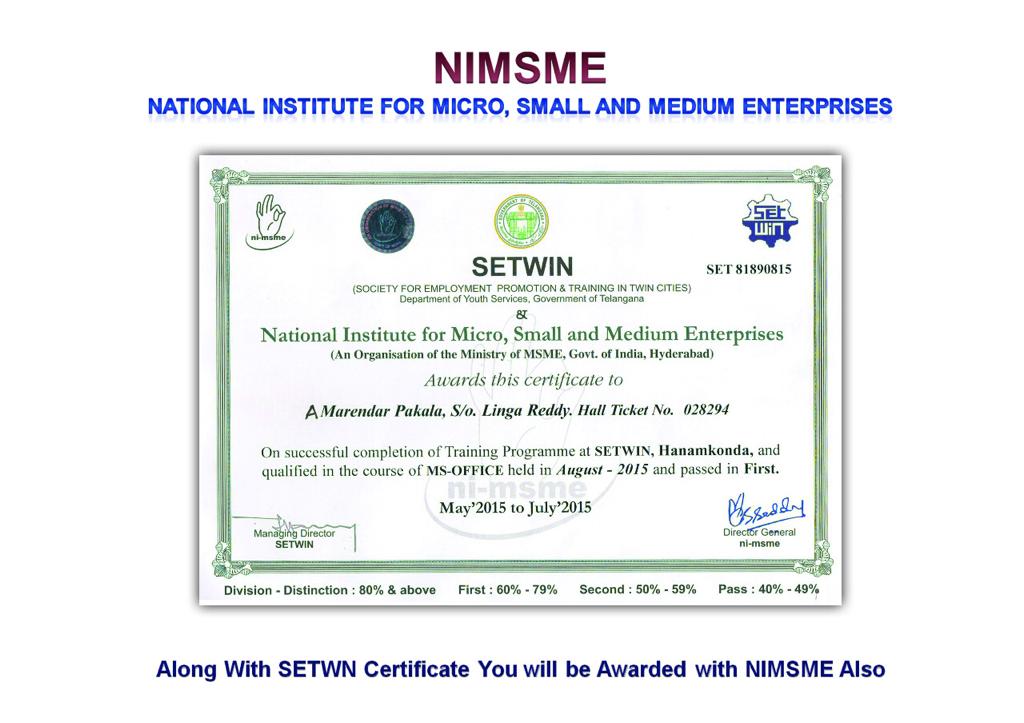 NIMSME
NATIONAL INSTITUTE FOR MICRO, SMALL AND MEDIUM ENTERPRISES
ni-msme
GOVERNMENT OF TELANGANA
SET
WIN
SETWIN
SET 81890815
(SOCIETY FOR EMPLOYMENT PROMOTION & TRAINING IN TWIN CITIES)
Department of Youth Services, Government of Telangana
&
National Institute for Micro, Small and Medium Enterprises
(An Organisation of the Ministry of MSME, Govt. of India, Hyderabad)
Awards this certificate to
A Marendar Pakala, S/o. Linga Reddy. Hall Ticket No. 028294
On successful completion of Training Programme at SETWIN, Hanamkonda, and
qualified in the course of MS-OFFICE held in August - 2015 and passed in First.
ni-msme
May'2015 to July'2015
Managing Director
SETWIN
Director General
ni-msme
Division - Distinction : 80% & above First : 60% - 79% Second : 50% - 59% Pass : 40% - 49%
Along With SETWN Certificate You will be Awarded with NIMSME Also